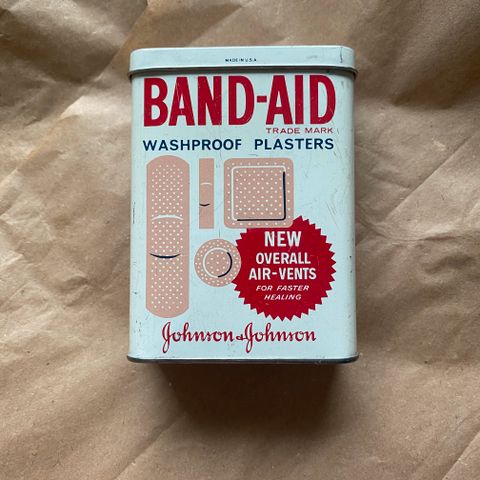 MADE IN U.S.A.
BAND-AID
TRADE MARK
WASHPROOF PLASTERS
NEW
OVERALL
AIR-VENTS
FOR FASTER
HEALING
Johnson & Johnson